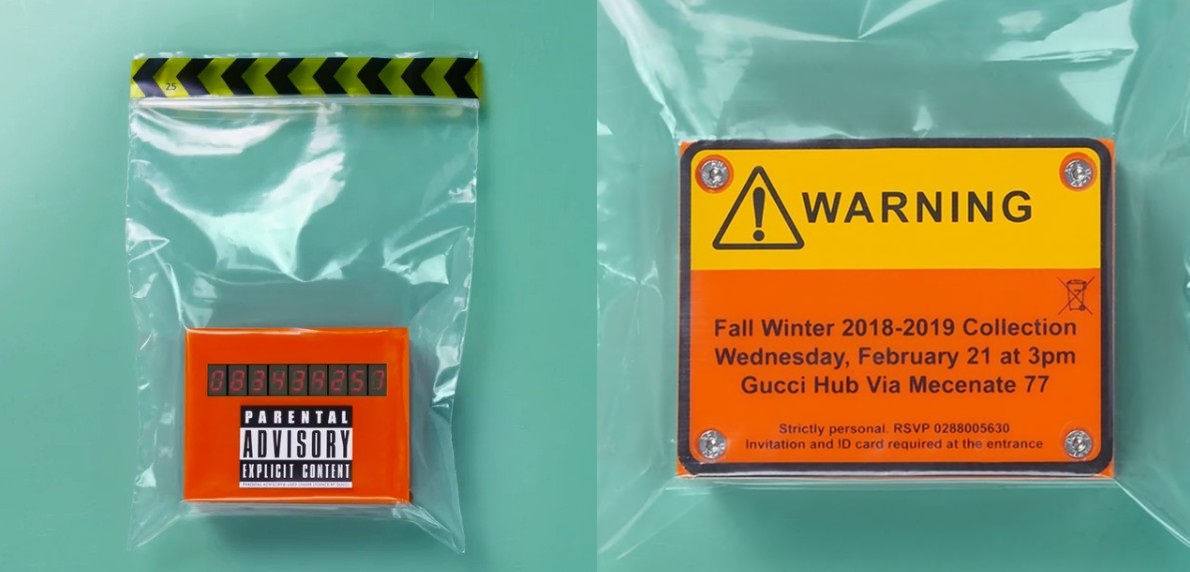 25
083434257
PARENTAL
ADVISORY
EXPLICIT CONTENT
WARNING
Fall Winter 2018-2019 Collection
Wednesday, February 21 at 3pm
Gucci Hub Via Mecenate 77
Strictly personal. RSVP 0288005630
Invitation and ID card required at the entrance